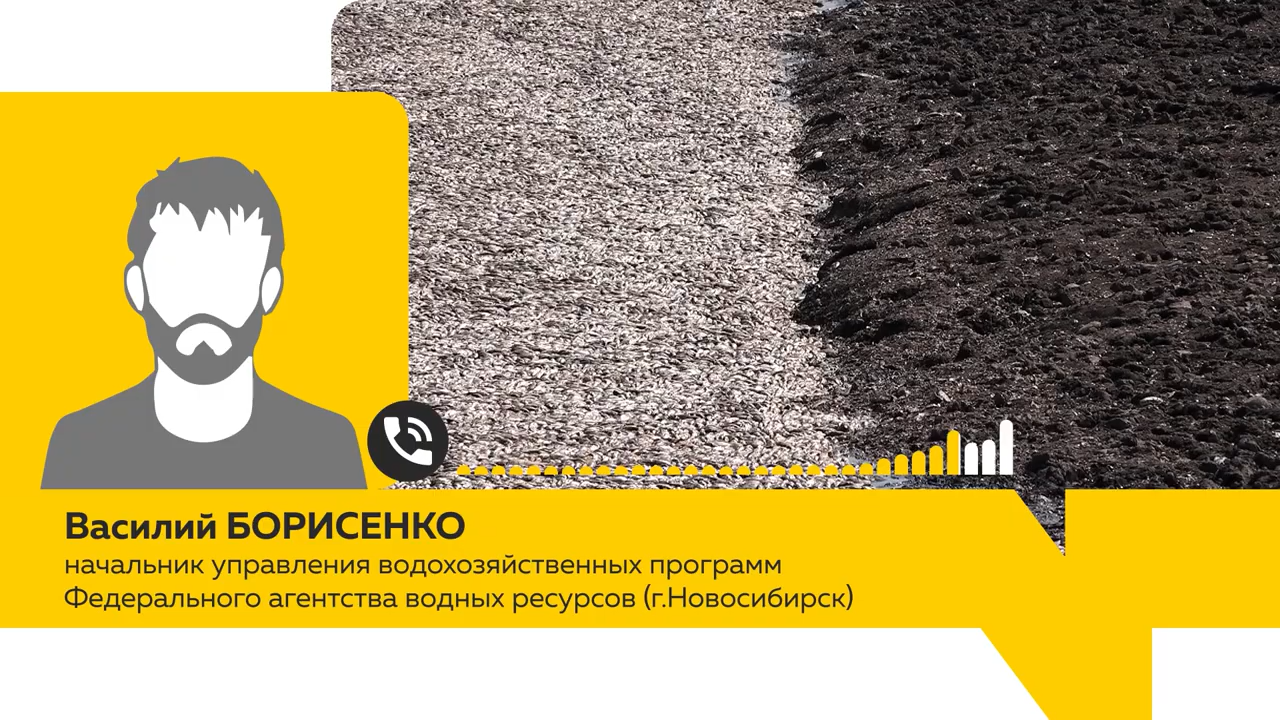 Василий БОРИСЕНКО
начальник управления водохозяйственных программ
Федерального агентства водных ресурсов (г.Новосибирск)